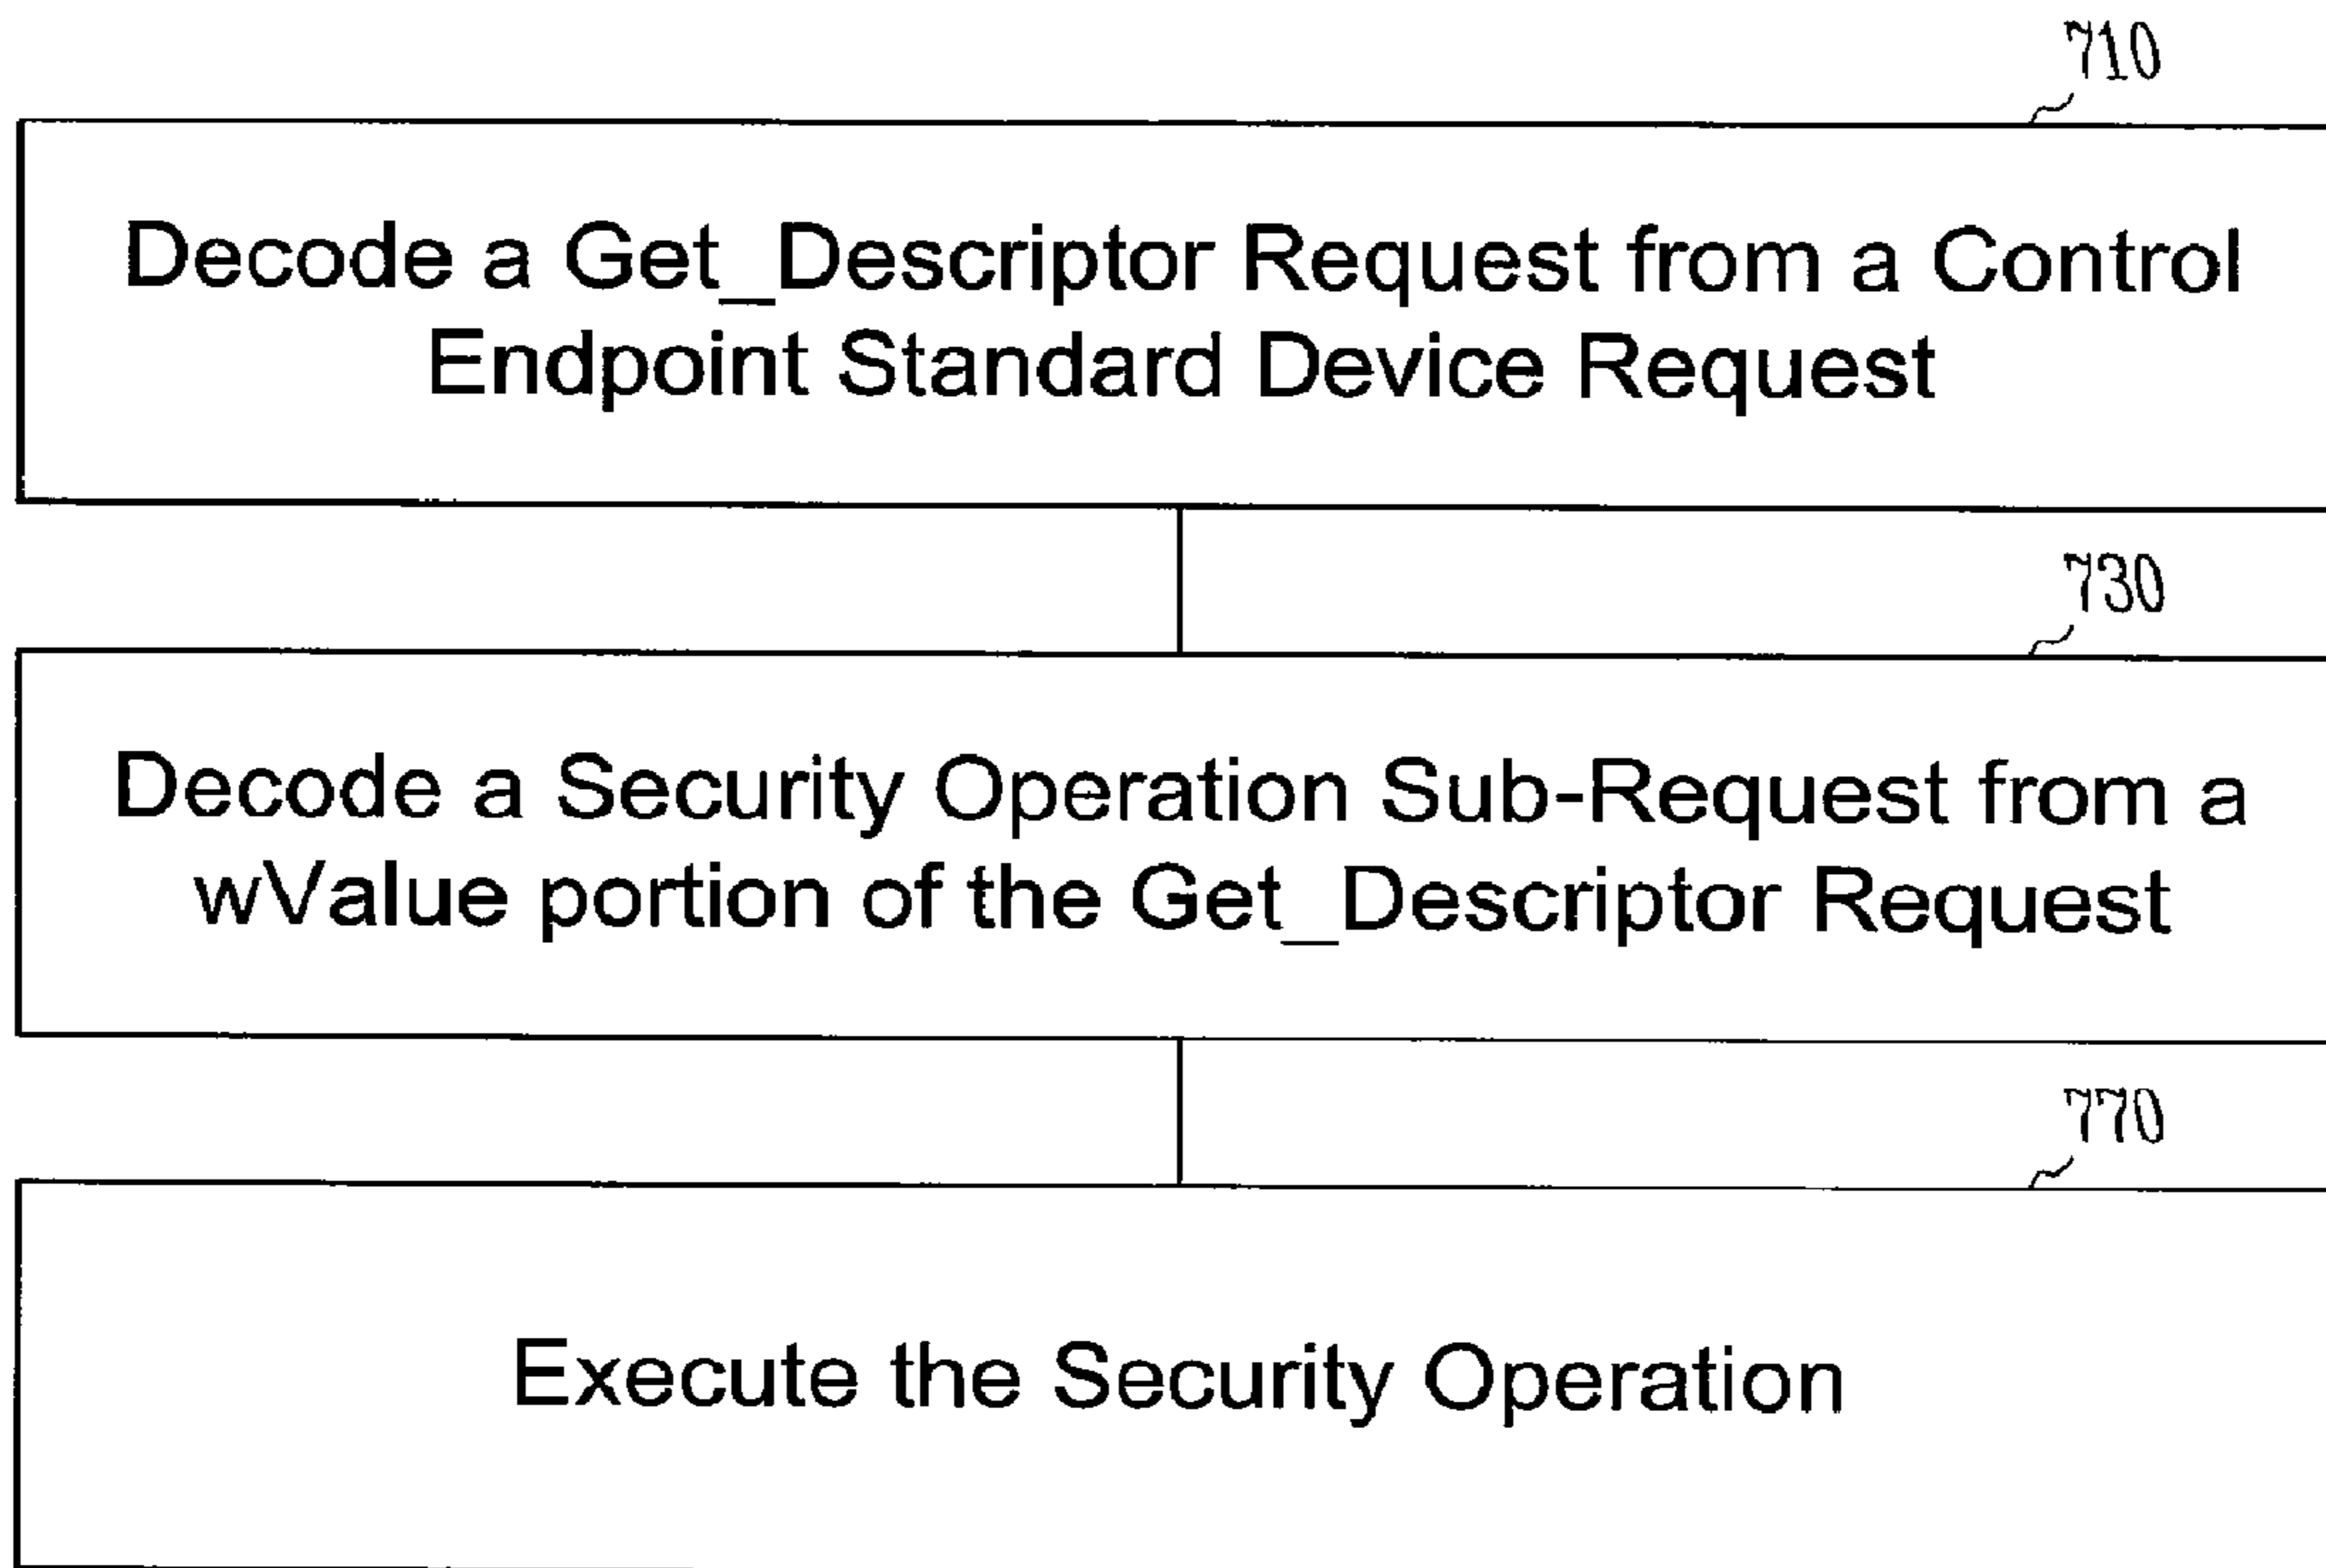 710
Decode a Get_Descriptor Request from a Control
Endpoint Standard Device Request
730
Decode a Security Operation Sub-Request from a
wValue portion of the Get_Descriptor Request
770
Execute the Security Operation